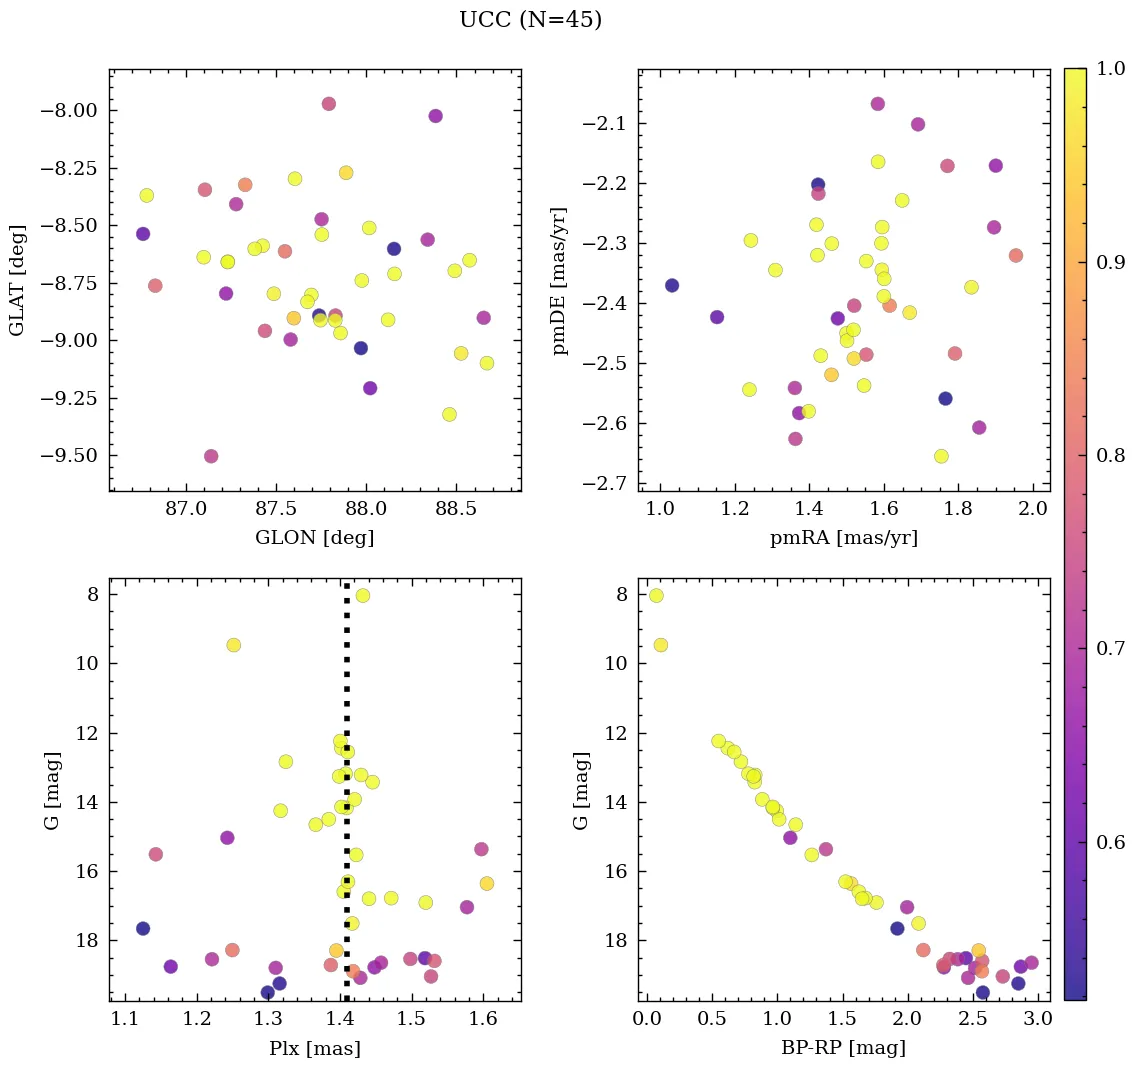 UCC (N=45)
−8.00
−8.25
−8.50
−8.75
−9.00
−9.25
−9.50
GLAT [deg]
87.0 87.5 88.0 88.5
GLON [deg]
−2.1
−2.2
−2.3
−2.4
−2.5
−2.6
−2.7
pmDE [mas/yr]
1.0 1.2 1.4 1.6 1.8 2.0
pmRA [mas/yr]
1.0
0.9
0.8
0.7
0.6
8
10
12
14
16
18
G [mag]
1.1 1.2 1.3 1.4 1.5 1.6
Plx [mas]
8
10
12
14
16
18
G [mag]
0.0 0.5 1.0 1.5 2.0 2.5 3.0
BP-RP [mag]